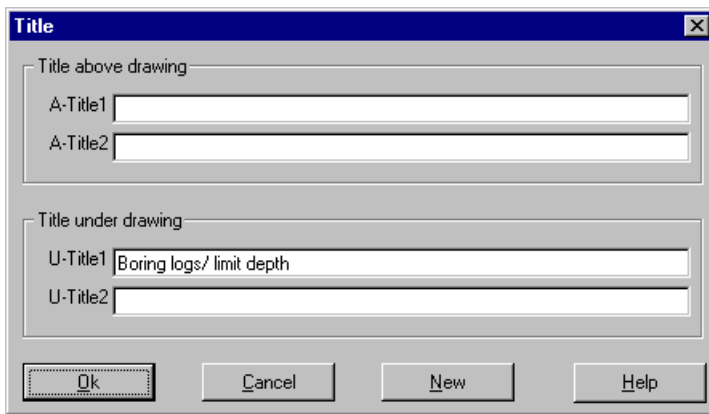 Title
Title above drawing
A-Title1
A-Title2
Title under drawing
U-Title1 Boring logs/ limit depth
U-Title2
Ok Cancel New Help